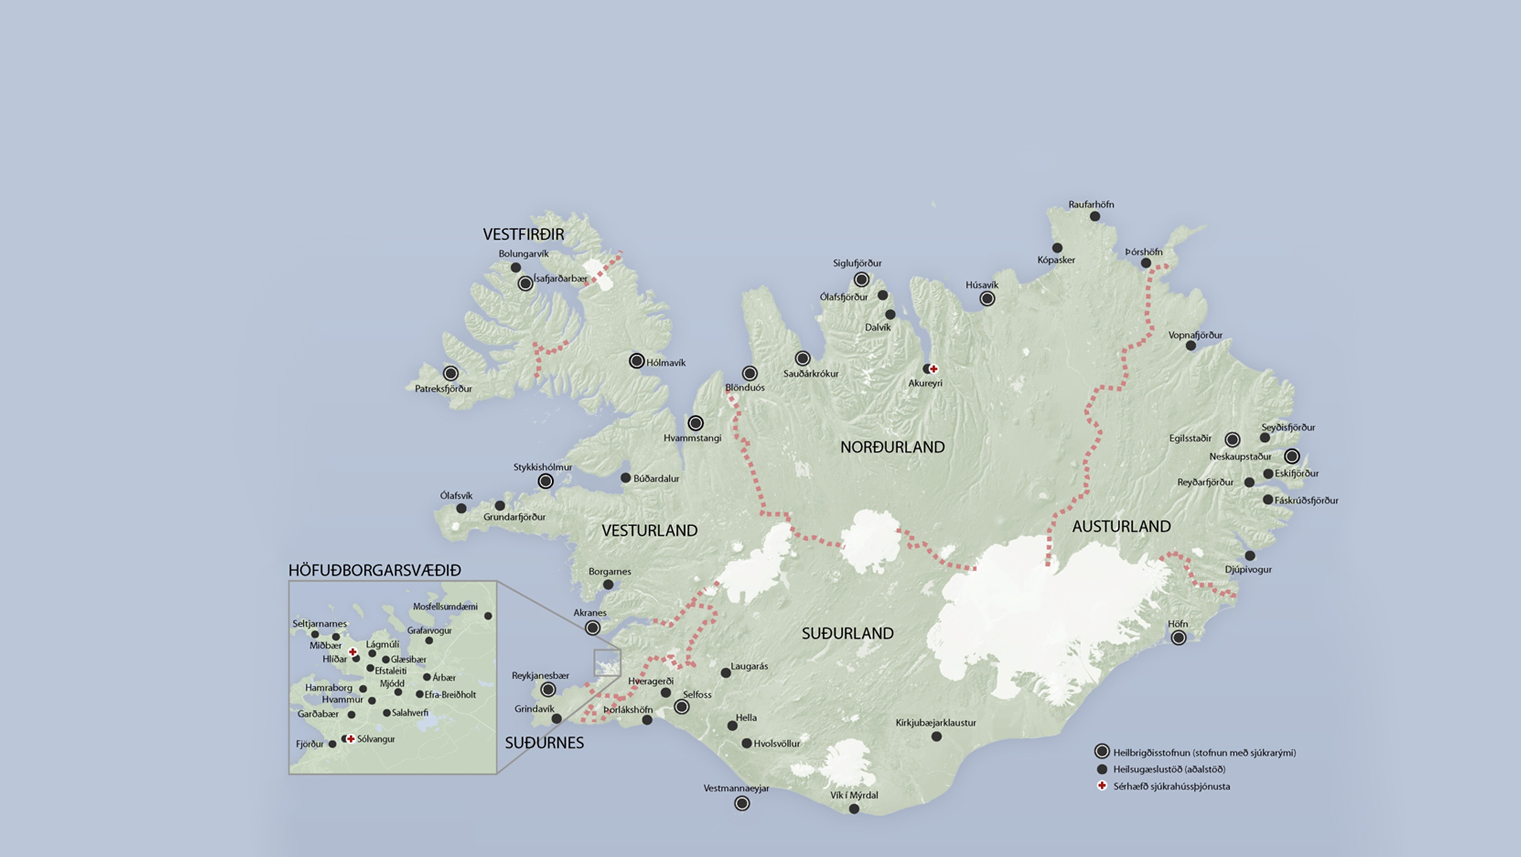 Raufarhöfn
VESTFIRÐIR
Bolungarvík
Þórshöfn
Kópasker
Siglufjörður
Ísafjarðarbær
Húsavík
Ólafsfjörður
Dalvík
Vopnafjörður
Hólmavík
Sauðárkrókur
Akureyri
Patreksfjörður
Blönduós
Seyðisfjörður
Hvammstangi
Egilsstaðir
NORÐURLAND
Neskaupstaður
Stykkishólmur
Eskifjörður
Búðardalur
Reyðarfjörður
Ólafsvík
Fáskrúðsfjörður
Grundarfjörður
AUSTURLAND
VESTURLAND
Djúpivogur
HÖFUÐBORGARSVÆÐIÐ
Borgarnes
Mosfellsumdæmi
Akranes
Seltjarnarnes
Höfn
Grafarvogur
SUÐURLAND
Miðbær
Lágmúli
Hlíðar
Glæsibær
Laugarás
Efstaleiti
Reykjanesbær
Árbær
Hveragerði
Mjódd
Hamraborg
Efra-Breiðholt
Selfoss
Hvammur
Grindavík
Þorlákshöfn
Garðabær
Salahverfi
Hella
Kirkjubæjarklaustur
Sólvangur
Fjörður
SUÐURNES
Hvolsvöllur
Heilbrigðisstofnun (stofnun með sjúkrarými)
Heilsugæslustöð (aðalstöð)
Sérhæfð sjúkrahússþjónusta
Vestmannaeyjar
Vík í Mýrdal